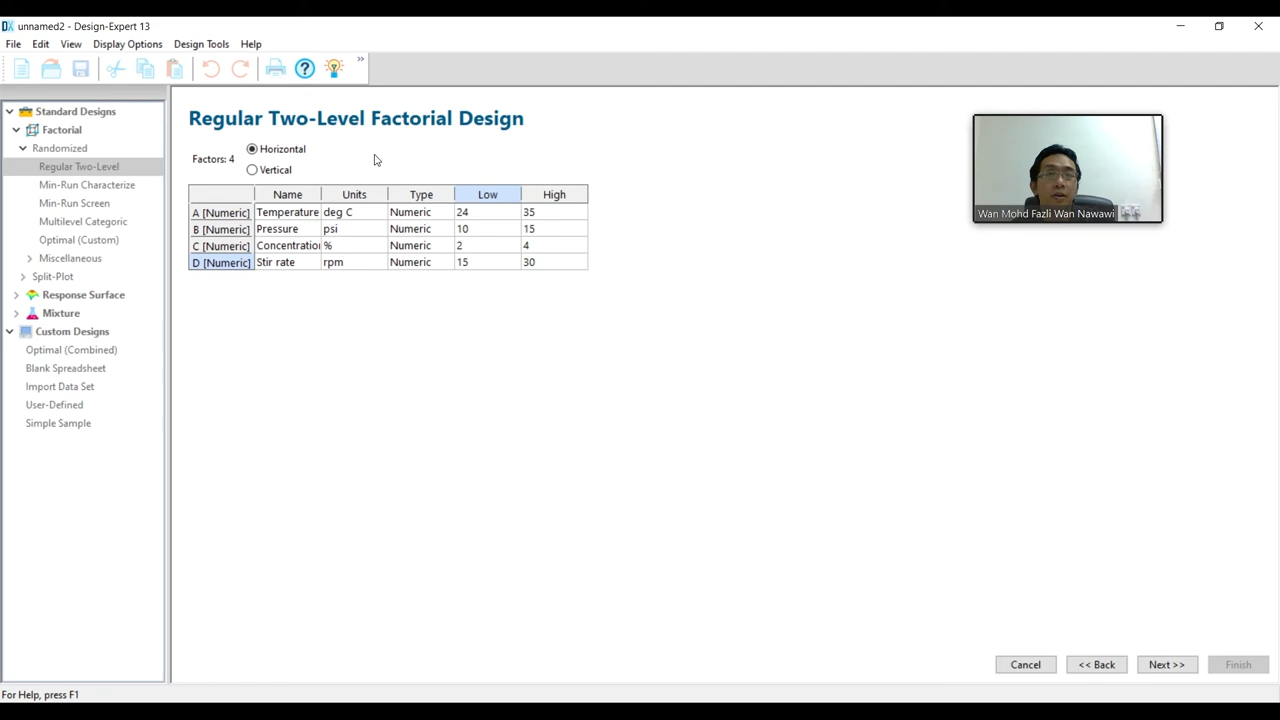 unnamed2 - Design-Expert 13
File Edit View Display Options Design Tools Help
Standard Designs
Factorial
Randomized
Regular Two-Level
Min-Run Characterize
Min-Run Screen
Multilevel Categoric
Optimal (Custom)
Miscellaneous
Split-Plot
Response Surface
Mixture
Custom Designs
Optimal (Combined)
Blank Spreadsheet
Import Data Set
User-Defined
Simple Sample
Regular Two-Level Factorial Design
Factors: 4
Horizontal
Vertical
Name Units Type Low High
A [Numeric] Temperature deg C Numeric 24 35
B [Numeric] Pressure psi Numeric 10 15
C [Numeric] Concentration % Numeric 2 4
D [Numeric] Stir rate rpm Numeric 15 30
Wan Mohd Fazli Wan Nawawi
Cancel << Back Next >> Finish
For Help, press F1